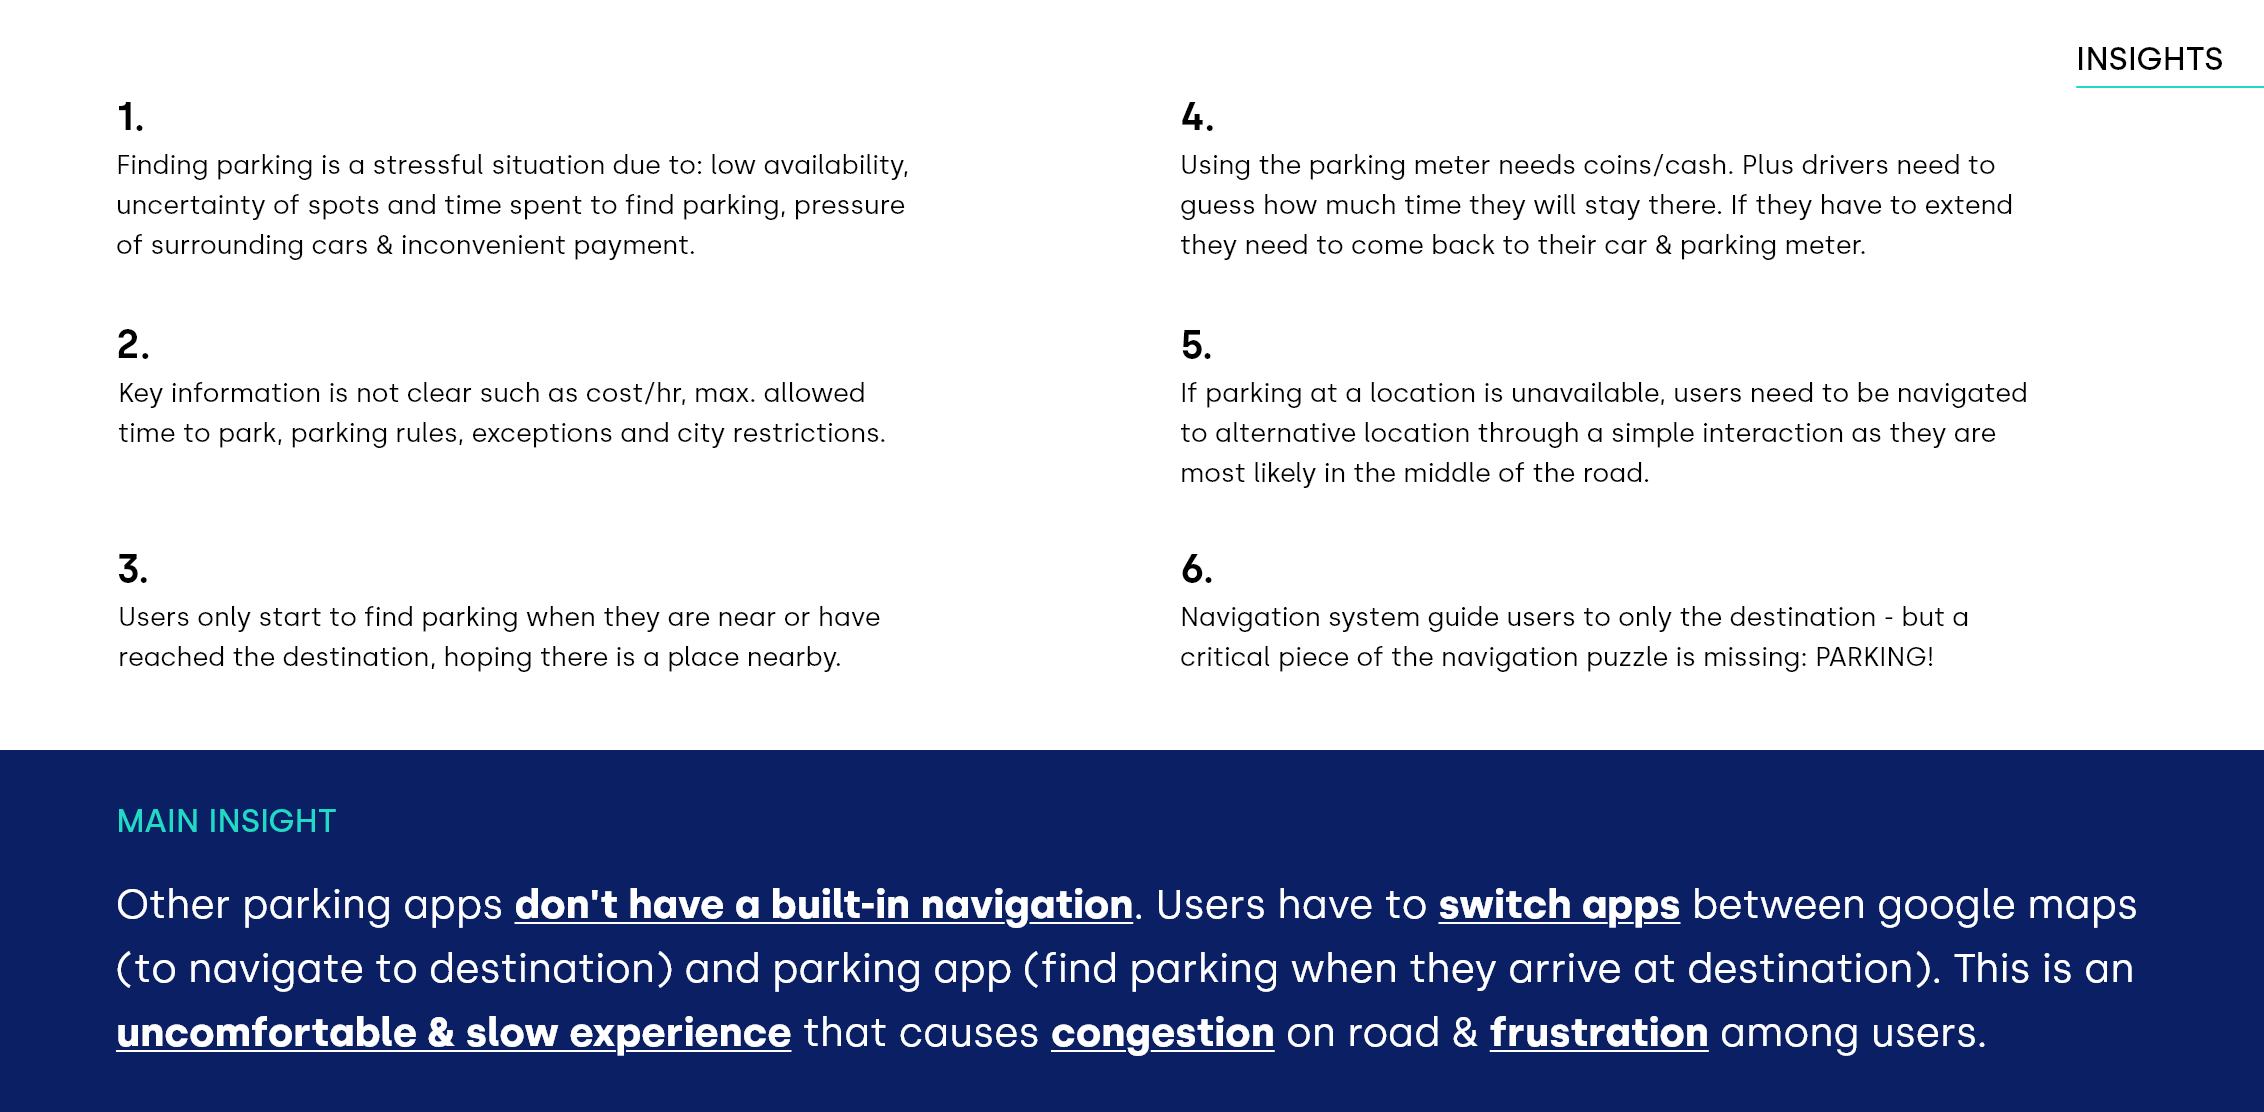 INSIGHTS
1.
Finding parking is a stressful situation due to: low availability,
uncertainty of spots and time spent to find parking, pressure
of surrounding cars & inconvenient payment.
2.
Key information is not clear such as cost/hr, max. allowed
time to park, parking rules, exceptions and city restrictions.
3.
Users only start to find parking when they are near or have
reached the destination, hoping there is a place nearby.
4.
Using the parking meter needs coins/cash. Plus drivers need to
guess how much time they will stay there. If they have to extend
they need to come back to their car & parking meter.
5.
If parking at a location is unavailable, users need to be navigated
to alternative location through a simple interaction as they are
most likely in the middle of the road.
6.
Navigation system guide users to only the destination - but a
critical piece of the navigation puzzle is missing: PARKING!
MAIN INSIGHT
Other parking apps don't have a built-in navigation. Users have to switch apps between google maps
(to navigate to destination) and parking app (find parking when they arrive at destination). This is an
uncomfortable & slow experience that causes congestion on road & frustration among users.